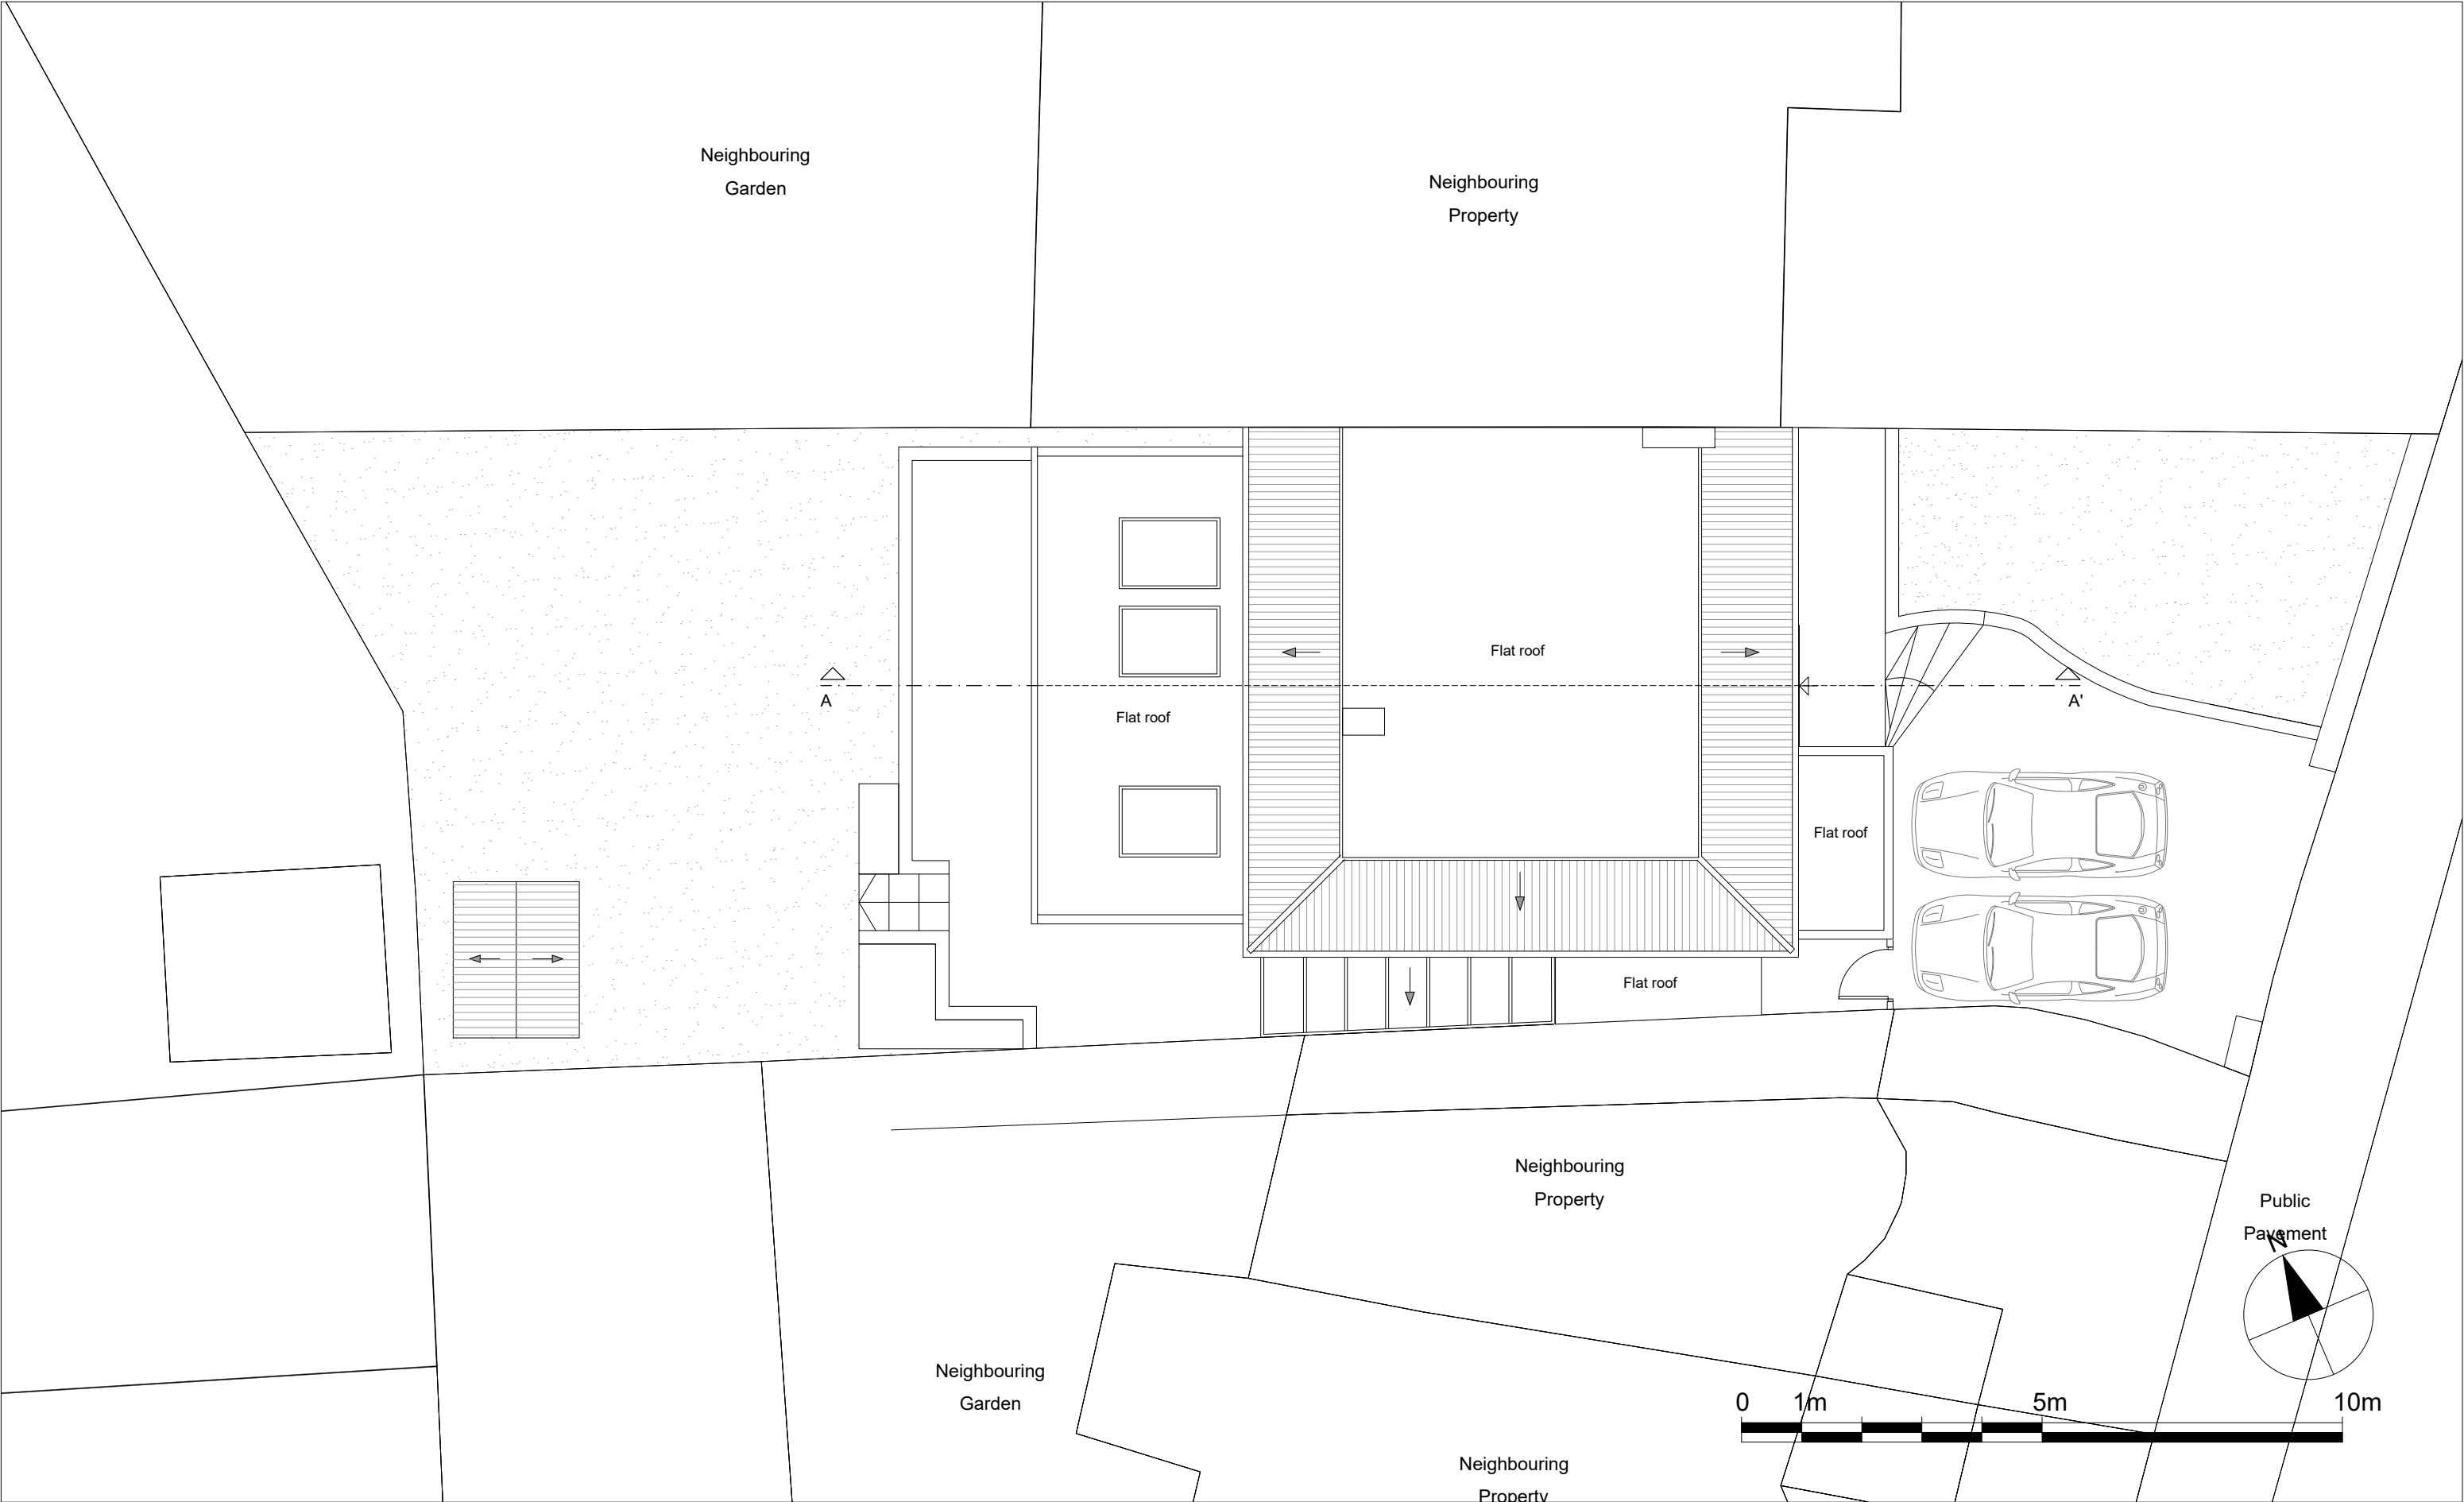 Neighbouring
Garden
Neighbouring
Property
Flat roof
A
A'
Flat roof
Flat roof
Flat roof
Neighbouring
Property
Public
Pavement
N
Neighbouring
Garden
0 1m 5m 10m
Neighbouring
Property